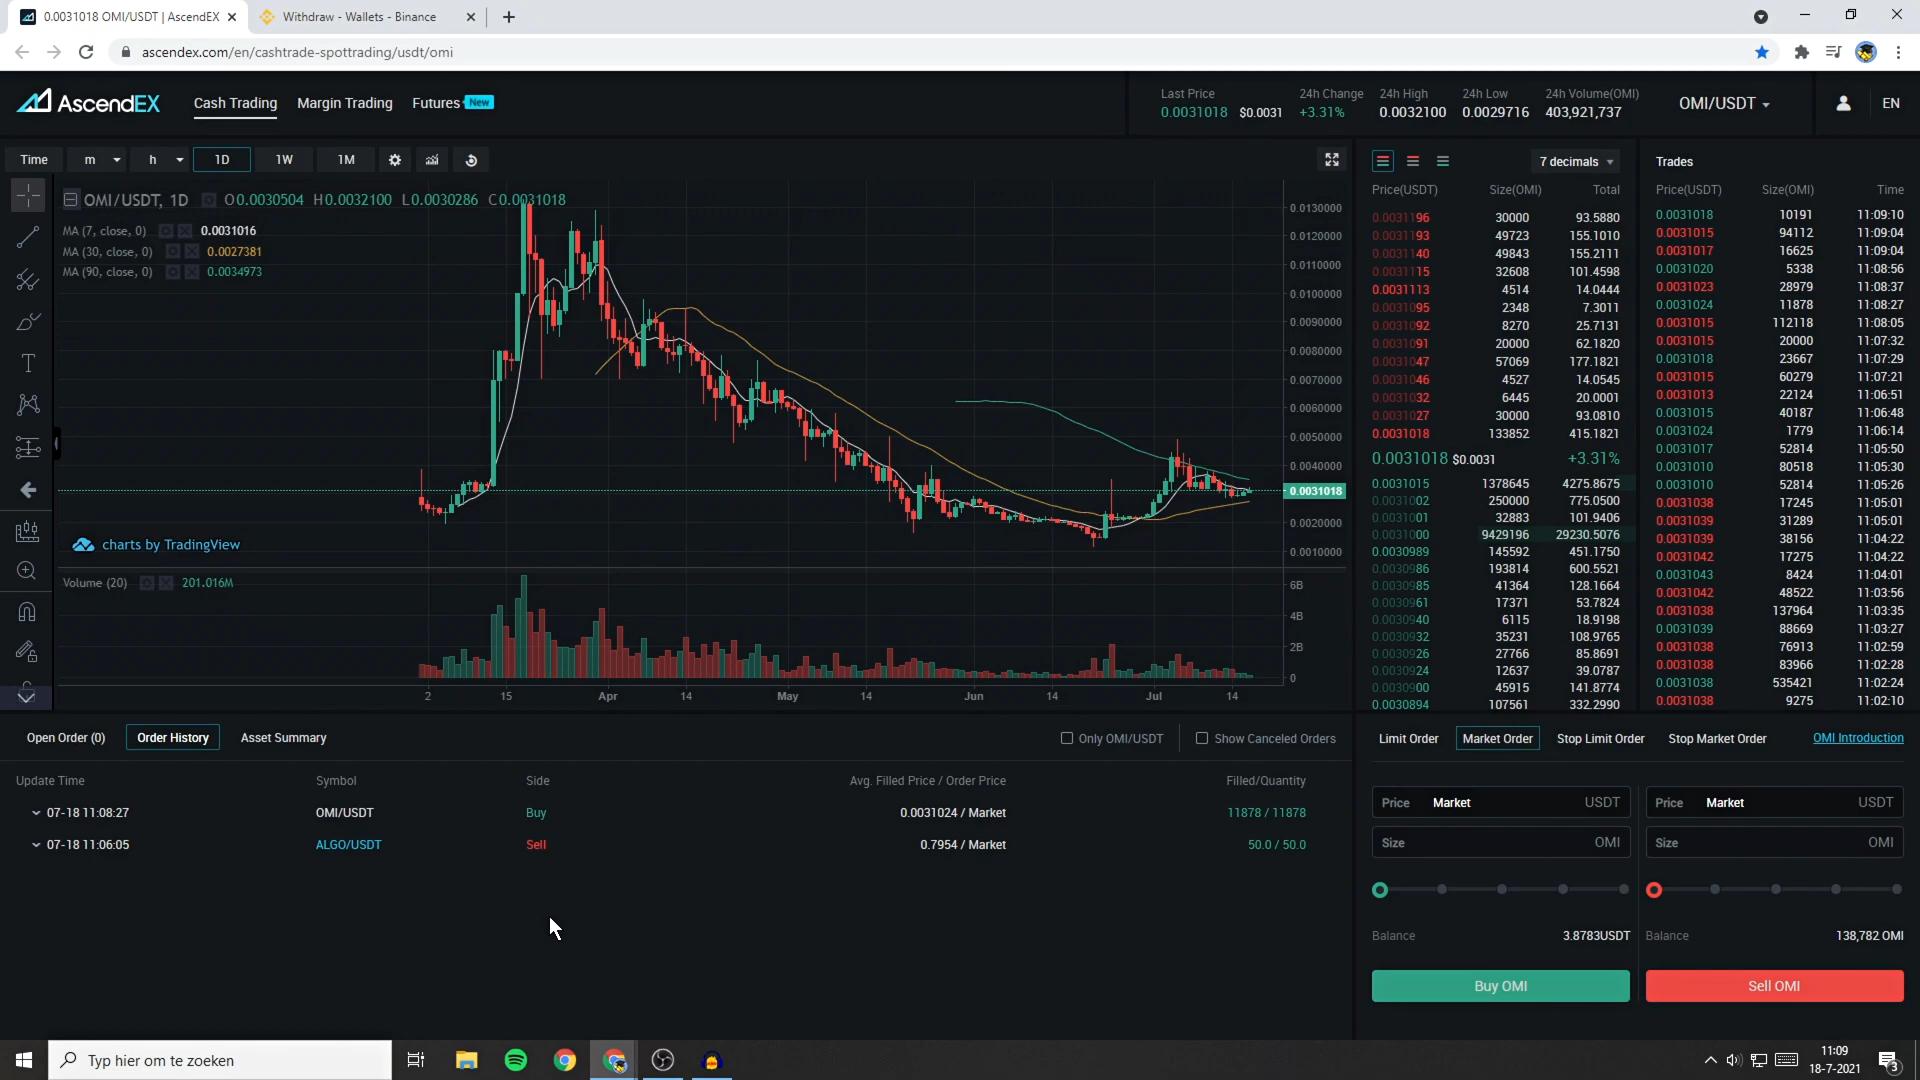 0.0031018 OMI/USDT | AscendEX
Withdraw - Wallets - Binance
ascendex.com/en/cashtrade-spottrading/usdt/omi
AscendEX
Cash Trading
Margin Trading
Futures New
Last Price
0.0031018 $0.0031
24h Change
+3.31%
24h High
0.0032100
24h Low
0.0029716
24h Volume(OMI)
403,921,737
OMI/USDT
EN
Time m h 1D 1W 1M
OMI/USDT, 1D O0.0030504 H0.0032100 L0.0030286 C0.0031018
MA (7, close, 0) 0.0031016
MA (30, close, 0) 0.0027381
MA (90, close, 0) 0.0034973
0.0130000
0.0120000
0.0110000
0.0100000
0.0090000
0.0080000
0.0070000
0.0060000
0.0050000
0.0040000
0.0031018
0.0020000
0.0010000
charts by TradingView
Volume (20) 201.016M
6B
4B
2B
0
2 15 Apr 14 May 14 Jun 14 Jul 14
7 decimals
Price(USDT) Size(OMI) Total
0.0031196 30000 93.5880
0.0031193 49723 155.1010
0.0031140 49843 155.2111
0.0031115 32608 101.4598
0.0031113 4514 14.0444
0.0031095 2348 7.3011
0.0031092 8270 25.7131
0.0031091 20000 62.1820
0.0031047 57069 177.1821
0.0031046 4527 14.0545
0.0031032 6445 20.0001
0.0031027 30000 93.0810
0.0031018 133852 415.1821
0.0031018 $0.0031 +3.31%
0.0031015 1378645 4275.8675
0.0031002 250000 775.0500
0.0031001 32883 101.9406
0.0031000 9429196 29230.5076
0.0030989 145592 451.1750
0.0030986 193814 600.5521
0.0030985 41364 128.1664
0.0030961 17371 53.7824
0.0030940 6115 18.9198
0.0030932 35231 108.9765
0.0030926 27766 85.8691
0.0030924 12637 39.0787
0.0030900 45915 141.8774
0.0030894 107561 332.2990
Trades
Price(USDT) Size(OMI) Time
0.0031018 10191 11:09:10
0.0031015 94112 11:09:04
0.0031017 16625 11:09:04
0.0031020 5338 11:08:56
0.0031023 28979 11:08:37
0.0031024 11878 11:08:27
0.0031015 112118 11:08:05
0.0031015 20000 11:07:32
0.0031018 23667 11:07:29
0.0031015 60279 11:07:21
0.0031013 22124 11:06:51
0.0031015 40187 11:06:48
0.0031024 1779 11:06:14
0.0031017 52814 11:05:50
0.0031010 80518 11:05:30
0.0031010 52814 11:05:26
0.0031038 17245 11:05:01
0.0031039 31289 11:05:01
0.0031039 38156 11:04:22
0.0031042 17275 11:04:22
0.0031043 8424 11:04:01
0.0031042 48522 11:03:56
0.0031038 137964 11:03:35
0.0031039 88669 11:03:27
0.0031038 76913 11:02:59
0.0031038 83966 11:02:28
0.0031038 535421 11:02:24
0.0031038 9275 11:02:10
Open Order (0) Order History Asset Summary
Only OMI/USDT Show Canceled Orders
Update Time Symbol Side Avg. Filled Price / Order Price Filled/Quantity
07-18 11:08:27 OMI/USDT Buy 0.0031024 / Market 11878 / 11878
07-18 11:06:05 ALGO/USDT Sell 0.7954 / Market 50.0 / 50.0
Limit Order Market Order Stop Limit Order Stop Market Order OMI Introduction
Price Market USDT
Price Market USDT
Size OMI
Size OMI
Balance 3.8783USDT
Balance 138,782 OMI
Buy OMI
Sell OMI
Typ hier om te zoeken
11:09
18-7-2021
3